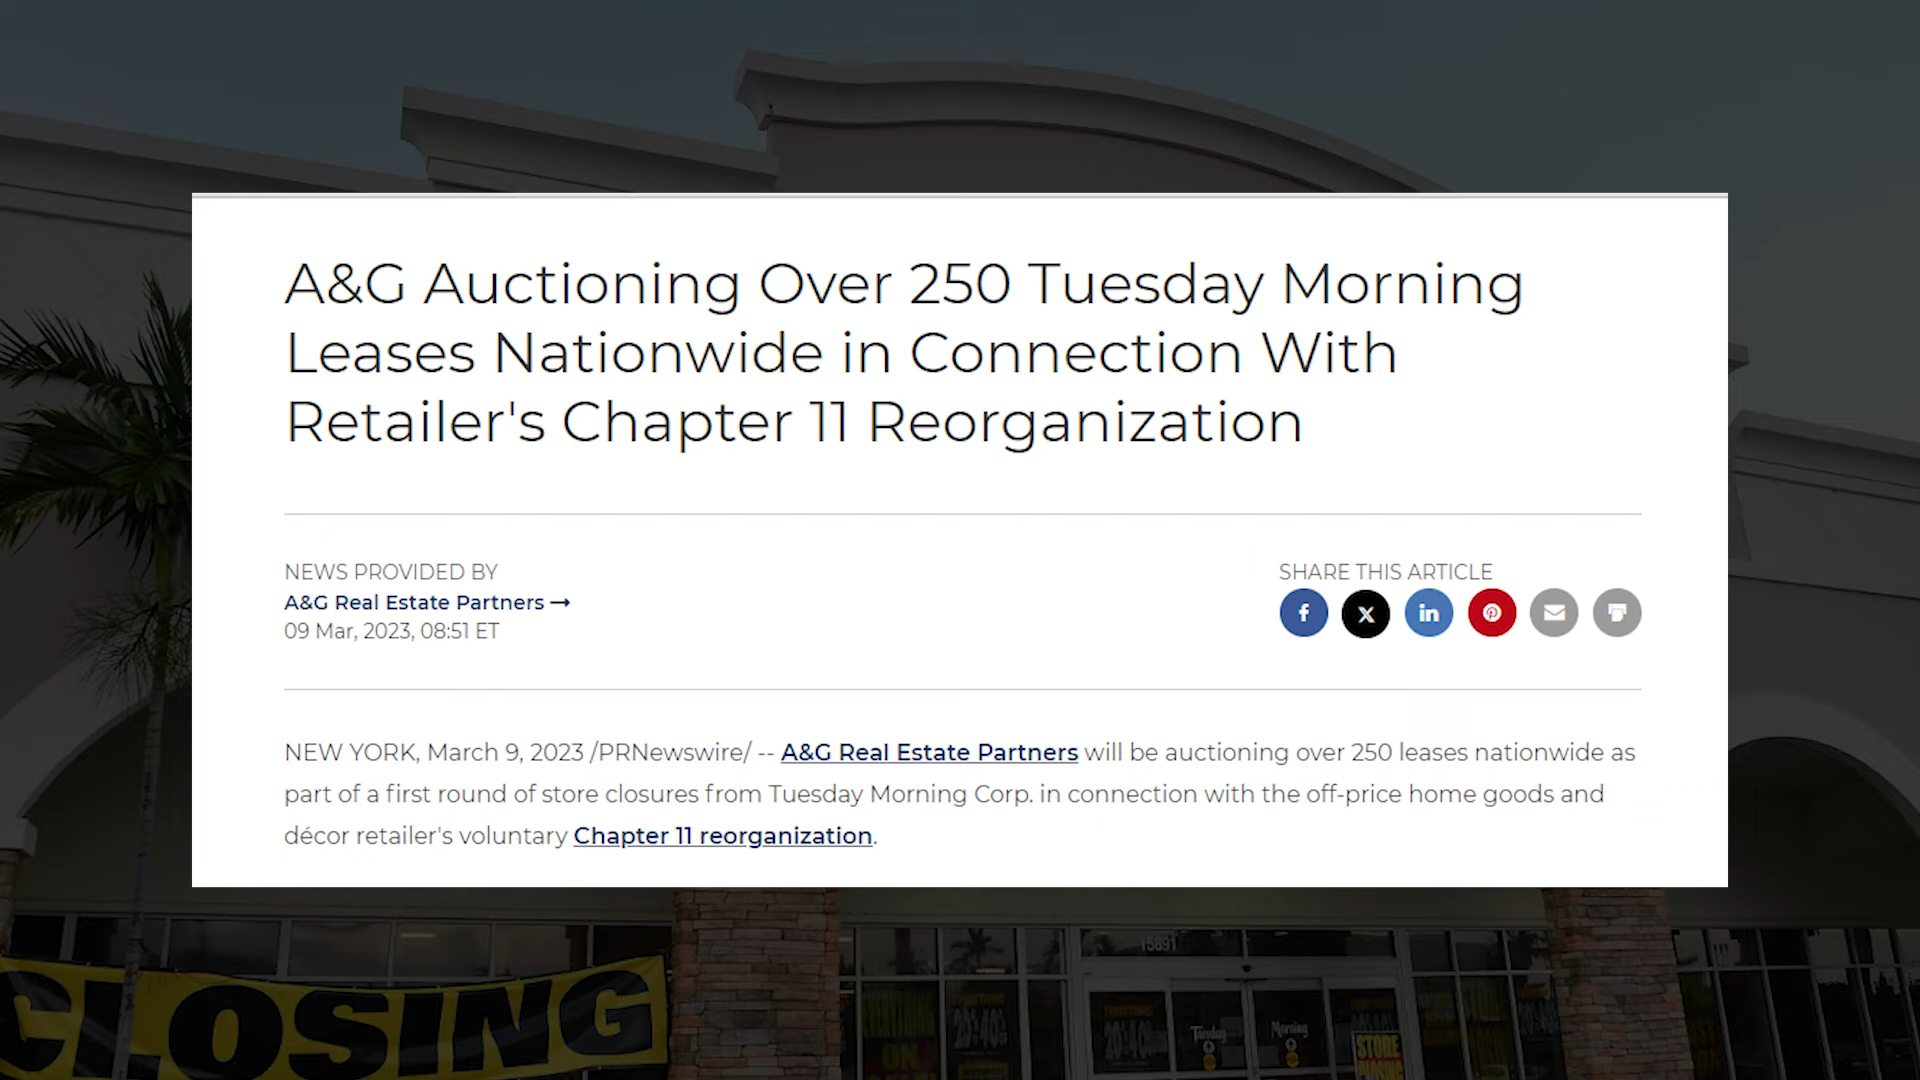 A&G Auctioning Over 250 Tuesday Morning
Leases Nationwide in Connection With
Retailer's Chapter 11 Reorganization
NEWS PROVIDED BY
A&G Real Estate Partners →
09 Mar, 2023, 08:51 ET
SHARE THIS ARTICLE
NEW YORK, March 9, 2023 /PRNewswire/ -- A&G Real Estate Partners will be auctioning over 250 leases nationwide as
part of a first round of store closures from Tuesday Morning Corp. in connection with the off-price home goods and
décor retailer's voluntary Chapter 11 reorganization.
15891
CLOSING
Tuesday Morning
STORE